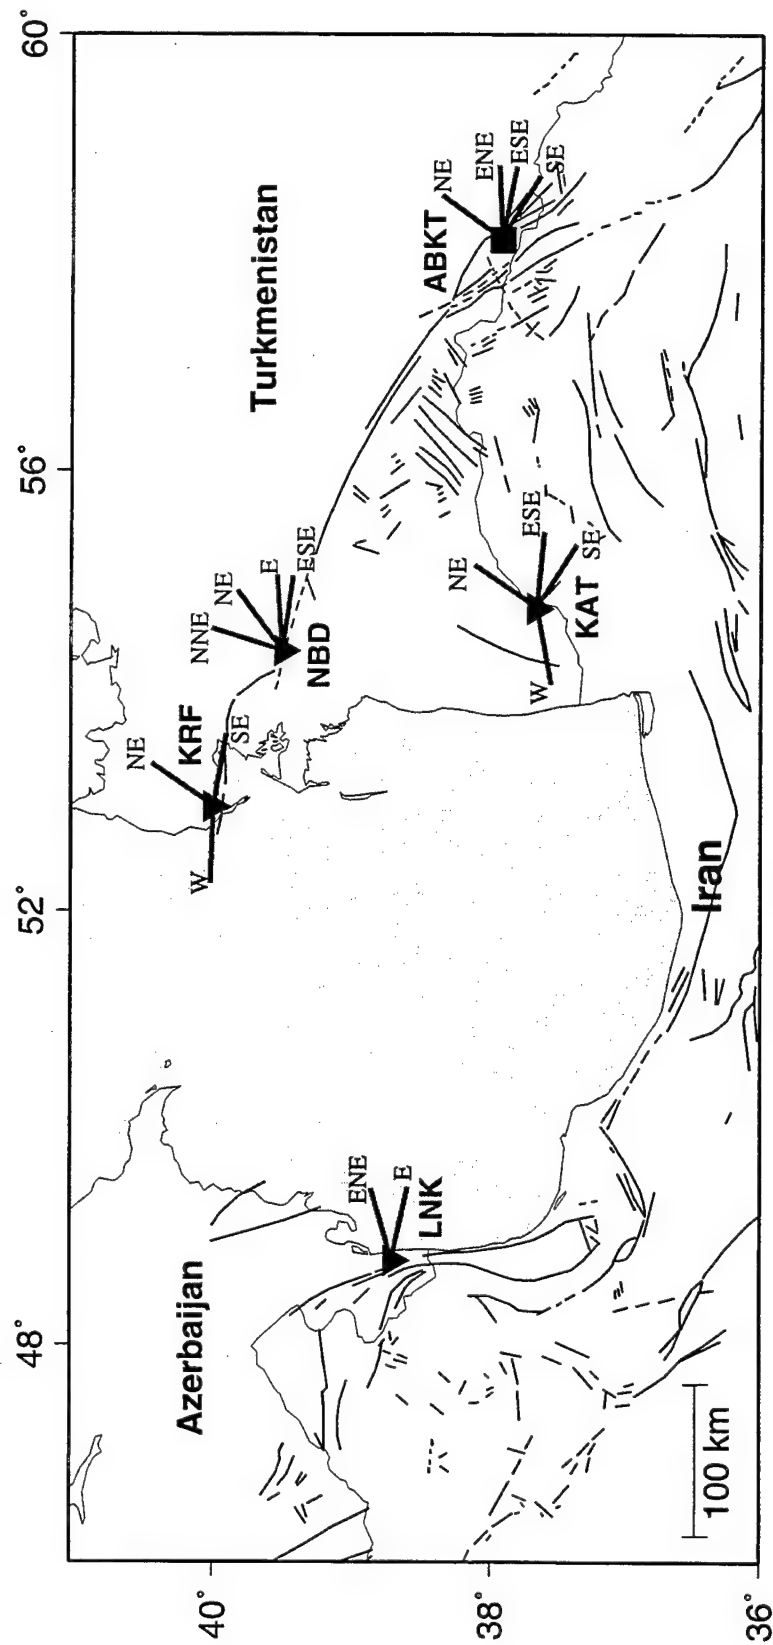 48°
52°
56°
60°
Azerbaijan
Turkmenistan
40°
W
NE
KRF
SE
NNE
NE
E
ESE
NBD
ENE
E
LNK
ABKT
NE
ENE
ESE
SE
38°
W
NE
ESE
SE
KAT
Iran
100 km
36°